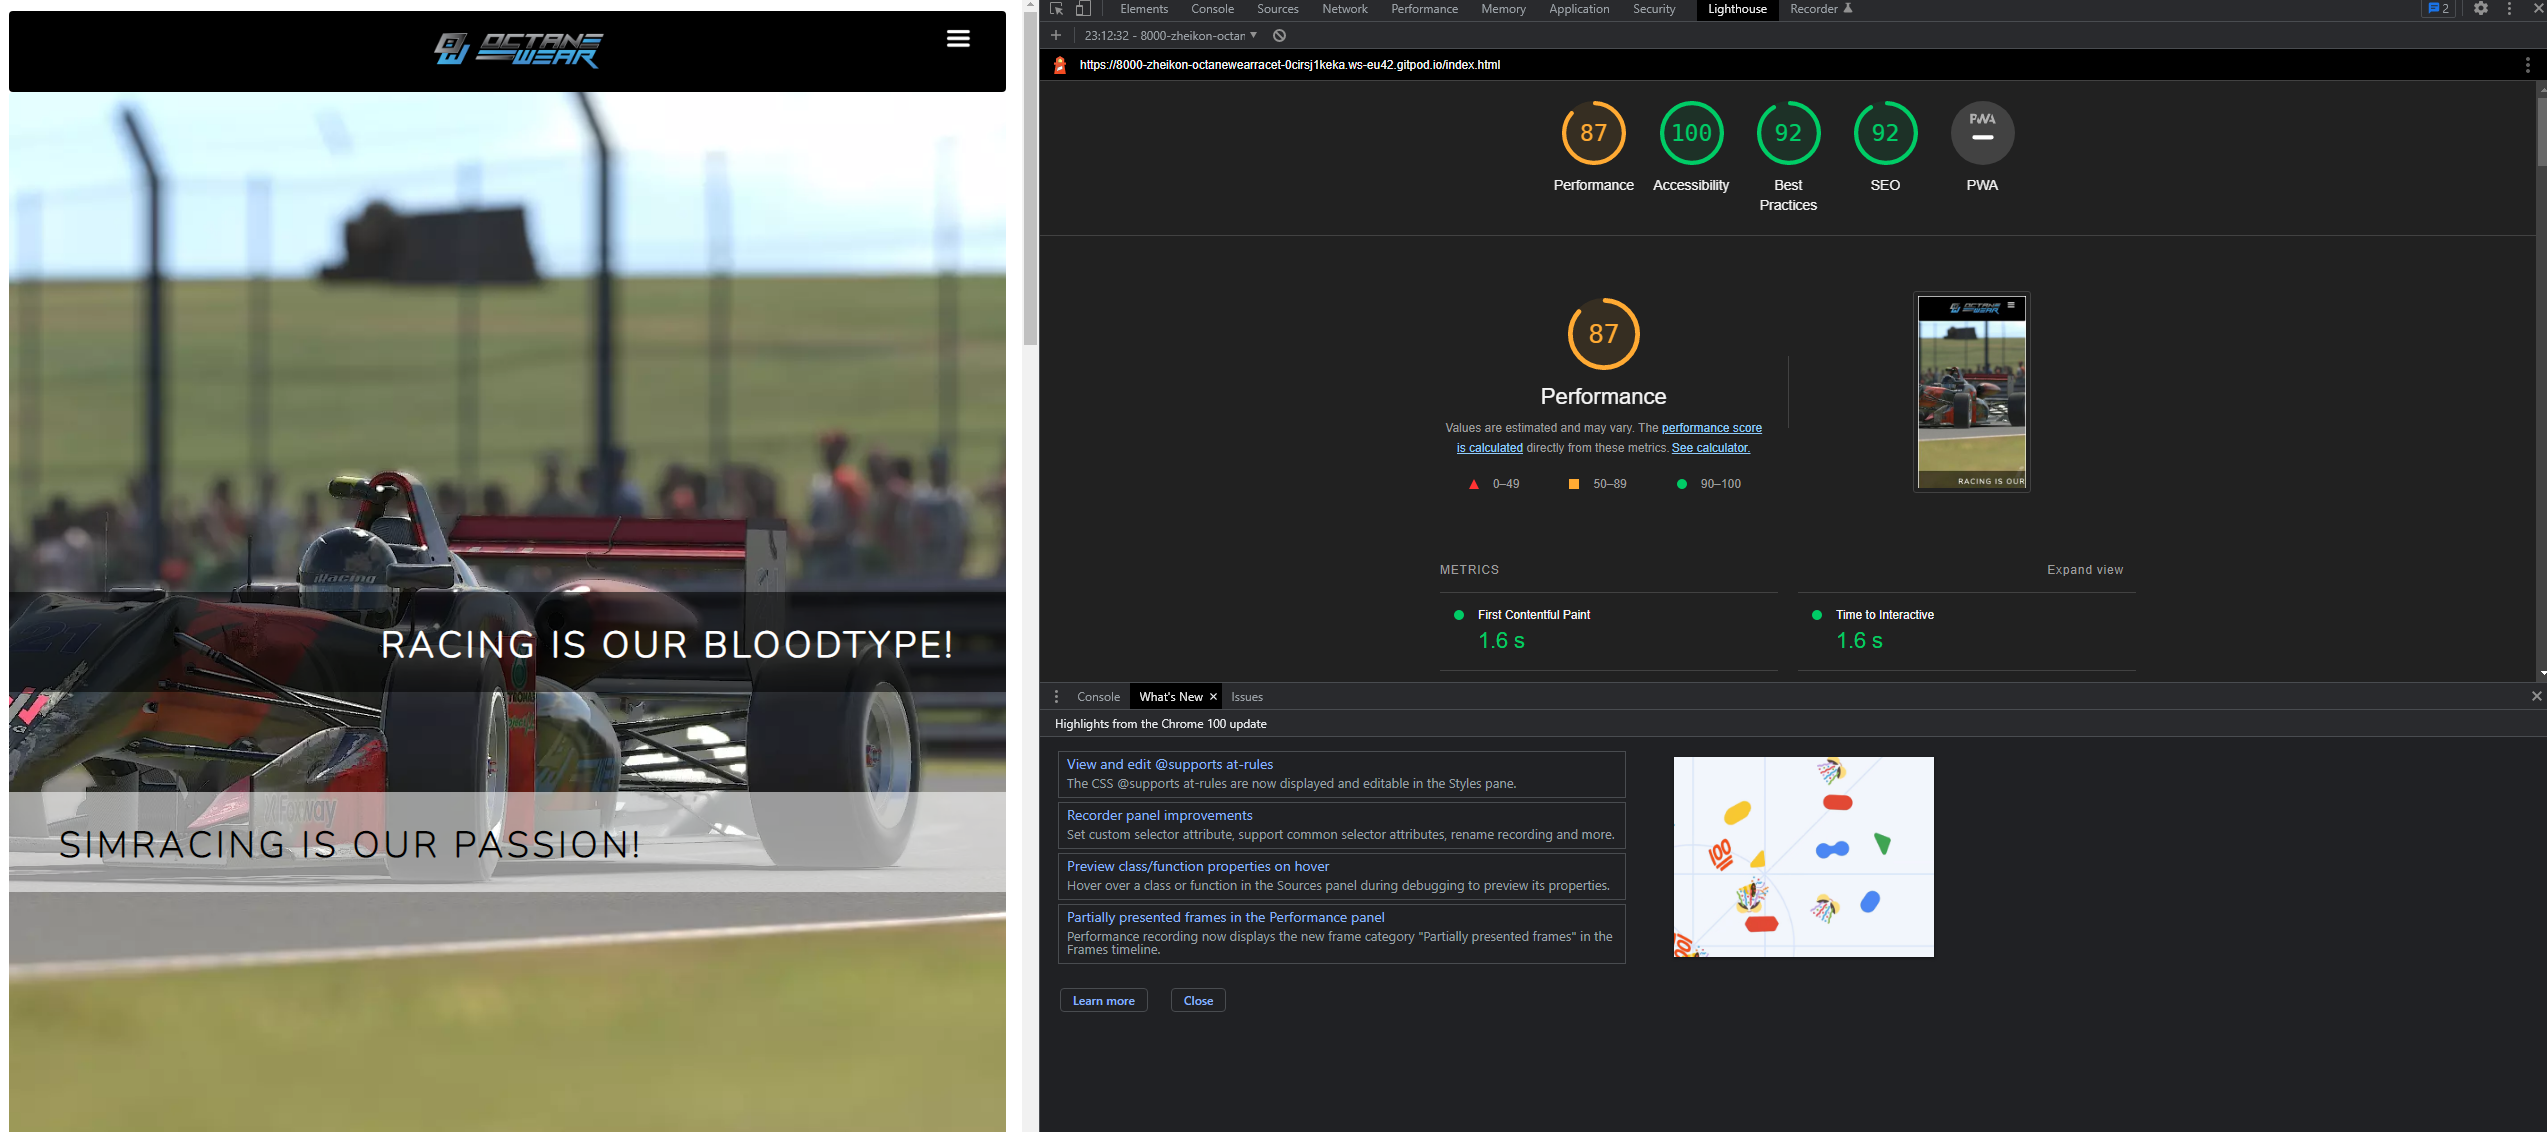 OCTANE
WEAR
RACING IS OUR BLOODTYPE!
SIMRACING IS OUR PASSION!
iRacing
Foxway
Elements Console Sources Network Performance Memory Application Security Lighthouse Recorder 2
23:12:32 - 8000-zheikon-octan
https://8000-zheikon-octanewearracet-0cirsj1keka.ws-eu42.gitpod.io/index.html
87 100 92 92 PWA
Performance Accessibility Best Practices SEO PWA
87
Performance
Values are estimated and may vary. The performance score
is calculated directly from these metrics. See calculator.
0–49 50–89 90–100
OCTANE
WEAR
RACING IS OUR
METRICS Expand view
First Contentful Paint Time to Interactive
1.6 s 1.6 s
Console What's New Issues
Highlights from the Chrome 100 update
View and edit @supports at-rules
The CSS @supports at-rules are now displayed and editable in the Styles pane.
Recorder panel improvements
Set custom selector attribute, support common selector attributes, rename recording and more.
Preview class/function properties on hover
Hover over a class or function in the Sources panel during debugging to preview its properties.
Partially presented frames in the Performance panel
Performance recording now displays the new frame category "Partially presented frames" in the
Frames timeline.
Learn more Close